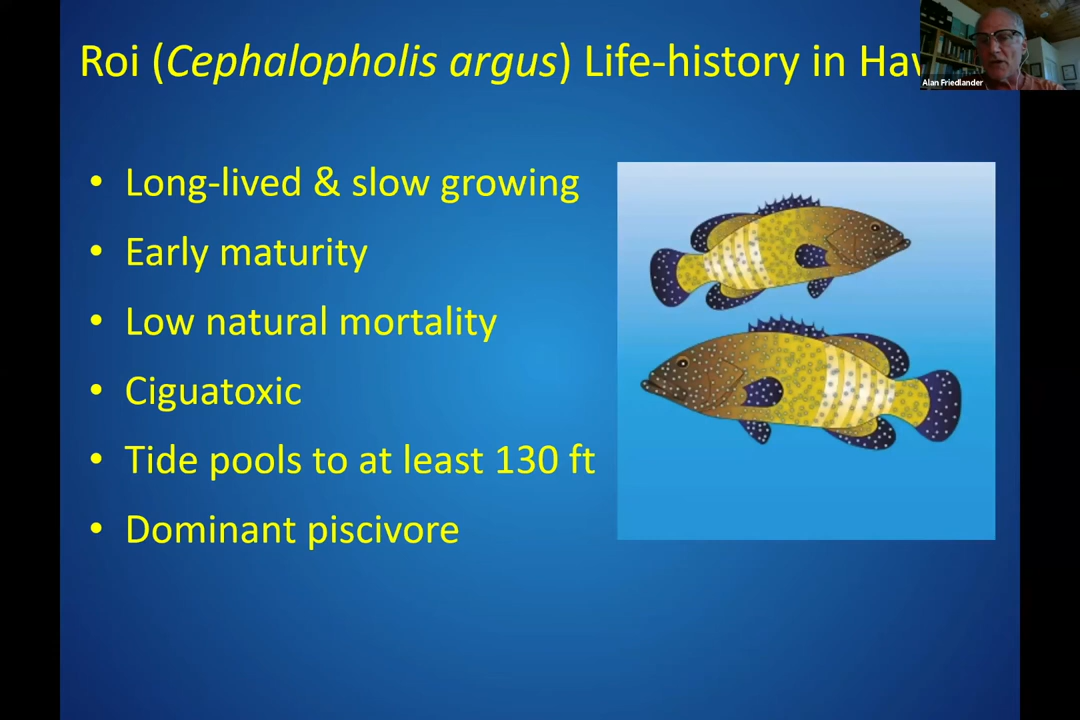 Roi (Cephalopholis argus) Life-history in Hav
Alan Friedlander
• Long-lived & slow growing
• Early maturity
• Low natural mortality
• Ciguatoxic
• Tide pools to at least 130 ft
• Dominant piscivore